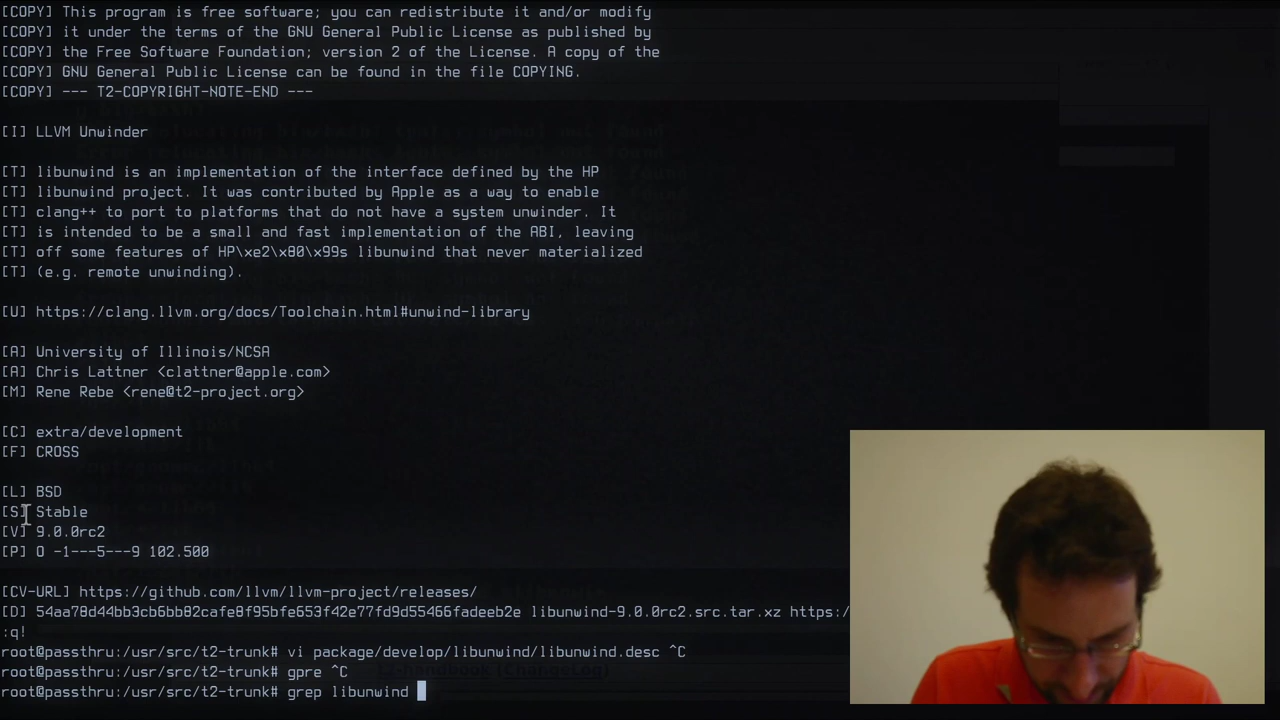 [COPY] This program is free software; you can redistribute it and/or modify
[COPY] it under the terms of the GNU General Public License as published by
[COPY] the Free Software Foundation; version 2 of the License. A copy of the
[COPY] GNU General Public License can be found in the file COPYING.
[COPY] --- T2-COPYRIGHT-NOTE-END ---
[I] LLVM Unwinder
[T] libunwind is an implementation of the interface defined by the HP
[T] libunwind project. It was contributed by Apple as a way to enable
[T] clang++ to port to platforms that do not have a system unwinder. It
[T] is intended to be a small and fast implementation of the ABI, leaving
[T] off some features of HP\xe2\x80\x99s libunwind that never materialized
[T] (e.g. remote unwinding).
[U] https://clang.llvm.org/docs/Toolchain.html#unwind-library
[A] University of Illinois/NCSA
[A] Chris Lattner <clattner@apple.com>
[M] Rene Rebe <rene@t2-project.org>
[C] extra/development
[F] CROSS
[L] BSD
[S] Stable
[V] 9.0.0rc2
[P] O -1---5---9 102.500
[CV-URL] https://github.com/llvm/llvm-project/releases/
[D] 54aa78d44bb3cb6bb02cafe0f95bfe653f42e77fd9d55466fadeeb2e libunwind-9.0.0rc2.src.tar.xz https:/
:q!
root@passthru:/usr/src/t2-trunk# vi package/develop/libunwind/libunwind.desc ^C
root@passthru:/usr/src/t2-trunk# gpre ^C
root@passthru:/usr/src/t2-trunk# grep libunwind